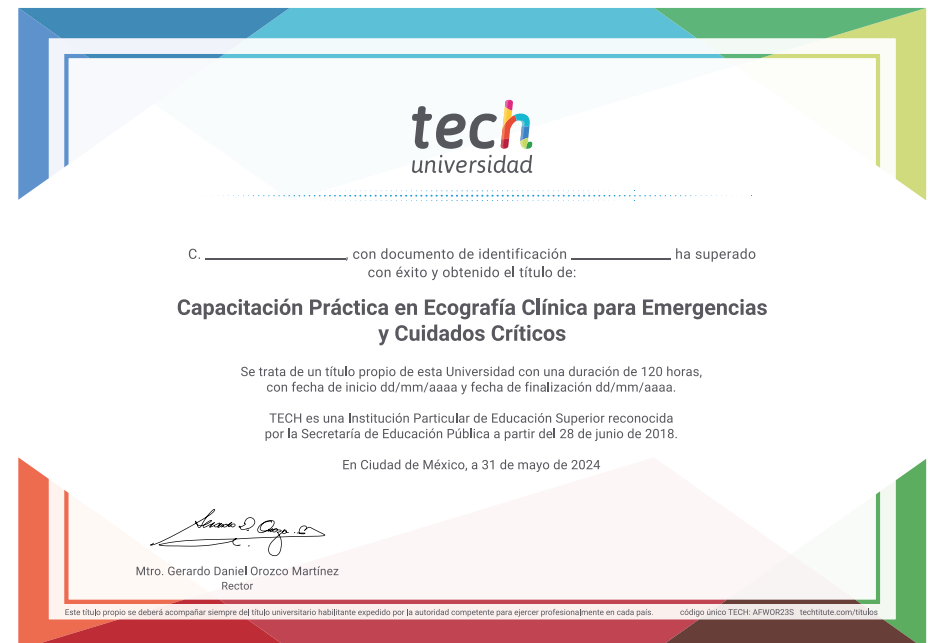 tech
universidad
C. ____________, con documento de identificación ____________ ha superado
con éxito y obtenido el título de:
Capacitación Práctica en Ecografía Clínica para Emergencias
y Cuidados Críticos
Se trata de un título propio de esta Universidad con una duración de 120 horas,
con fecha de inicio dd/mm/aaaa y fecha de finalización dd/mm/aaaa.
TECH es una Institución Particular de Educación Superior reconocida
por la Secretaría de Educación Pública a partir del 28 de junio de 2018.
En Ciudad de México, a 31 de mayo de 2024
Mtro. Gerardo Daniel Orozco Martínez
Rector
Este título propio se deberá acompañar siempre del título universitario habilitante expedido por la autoridad competente para ejercer profesionalmente en cada país. código único TECH: AFWOR23S techtitute.com/titulos